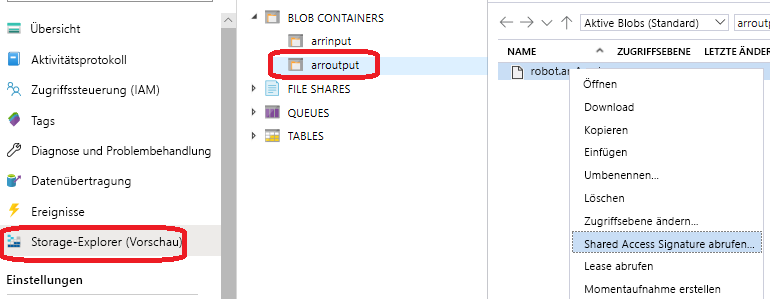 Übersicht
Aktivitätsprotokoll
Zugriffssteuerung (IAM)
Tags
Diagnose und Problembehandlung
Datenübertragung
Ereignisse
Storage-Explorer (Vorschau)
Einstellungen
BLOB CONTAINERS
arrinput
arroutput
FILE SHARES
QUEUES
TABLES
Aktive Blobs (Standard)
arroutp
NAME ZUGRIFFSEBENE LETZTE ÄNDER
Öffnen
Download
Kopieren
Einfügen
Umbenennen...
Löschen
Zugriffsebene ändern...
Shared Access Signature abrufen...
Lease abrufen
Momentaufnahme erstellen